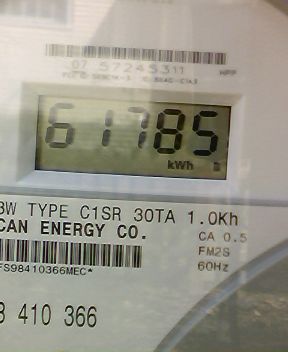 07 57245311
61785
kWh
3W TYPE C1SR 30TA 1.0Kh
CAN ENERGY CO.
CA 0.5
FM2S
60Hz
FS98410366MEC*
410 366